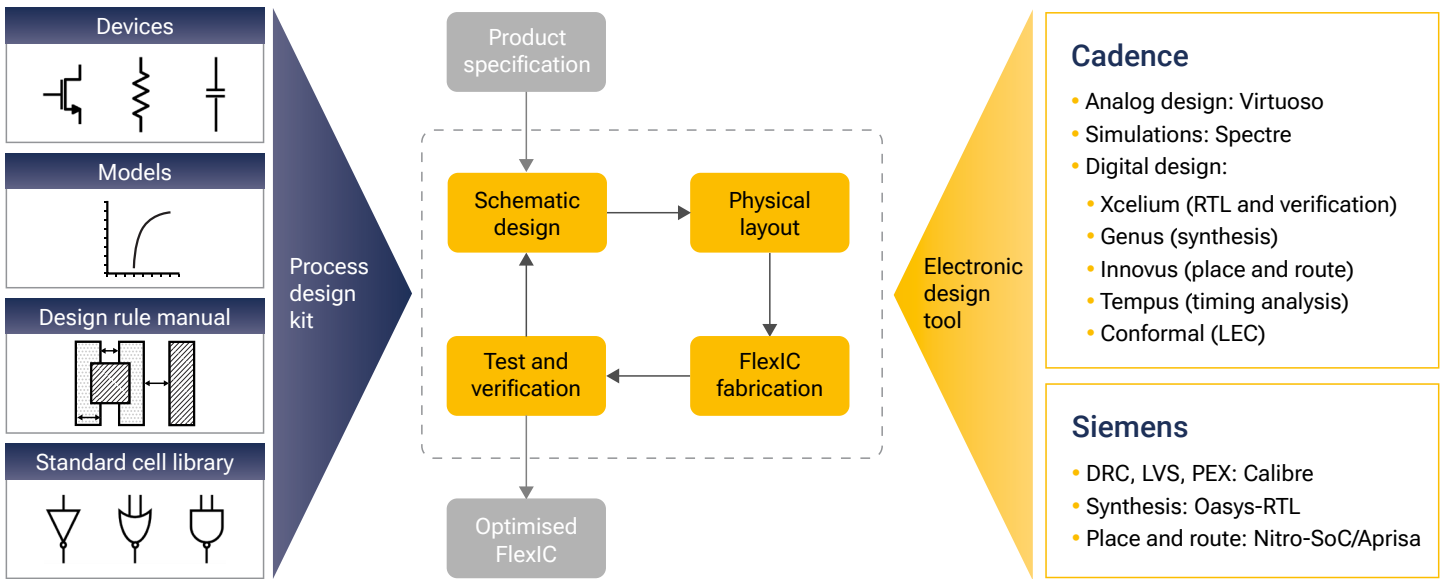 Devices
Models
Design rule manual
Standard cell library
Process
design
kit
Product
specification
Schematic
design
Physical
layout
Test and
verification
FlexIC
fabrication
Optimised
FlexIC
Electronic
design
tool
Cadence
• Analog design: Virtuoso
• Simulations: Spectre
• Digital design:
• Xcelium (RTL and verification)
• Genus (synthesis)
• Innovus (place and route)
• Tempus (timing analysis)
• Conformal (LEC)
Siemens
• DRC, LVS, PEX: Calibre
• Synthesis: Oasys-RTL
• Place and route: Nitro-SoC/Aprisa